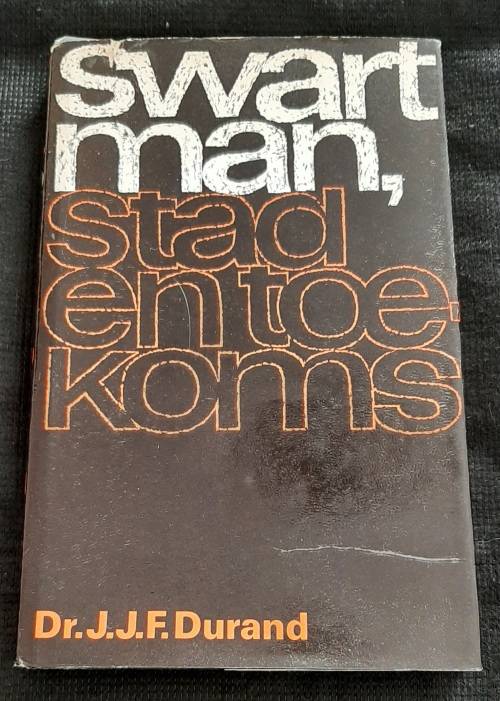 swart
man,
stad
en toe-
koms
Dr. J.J.F. Durand